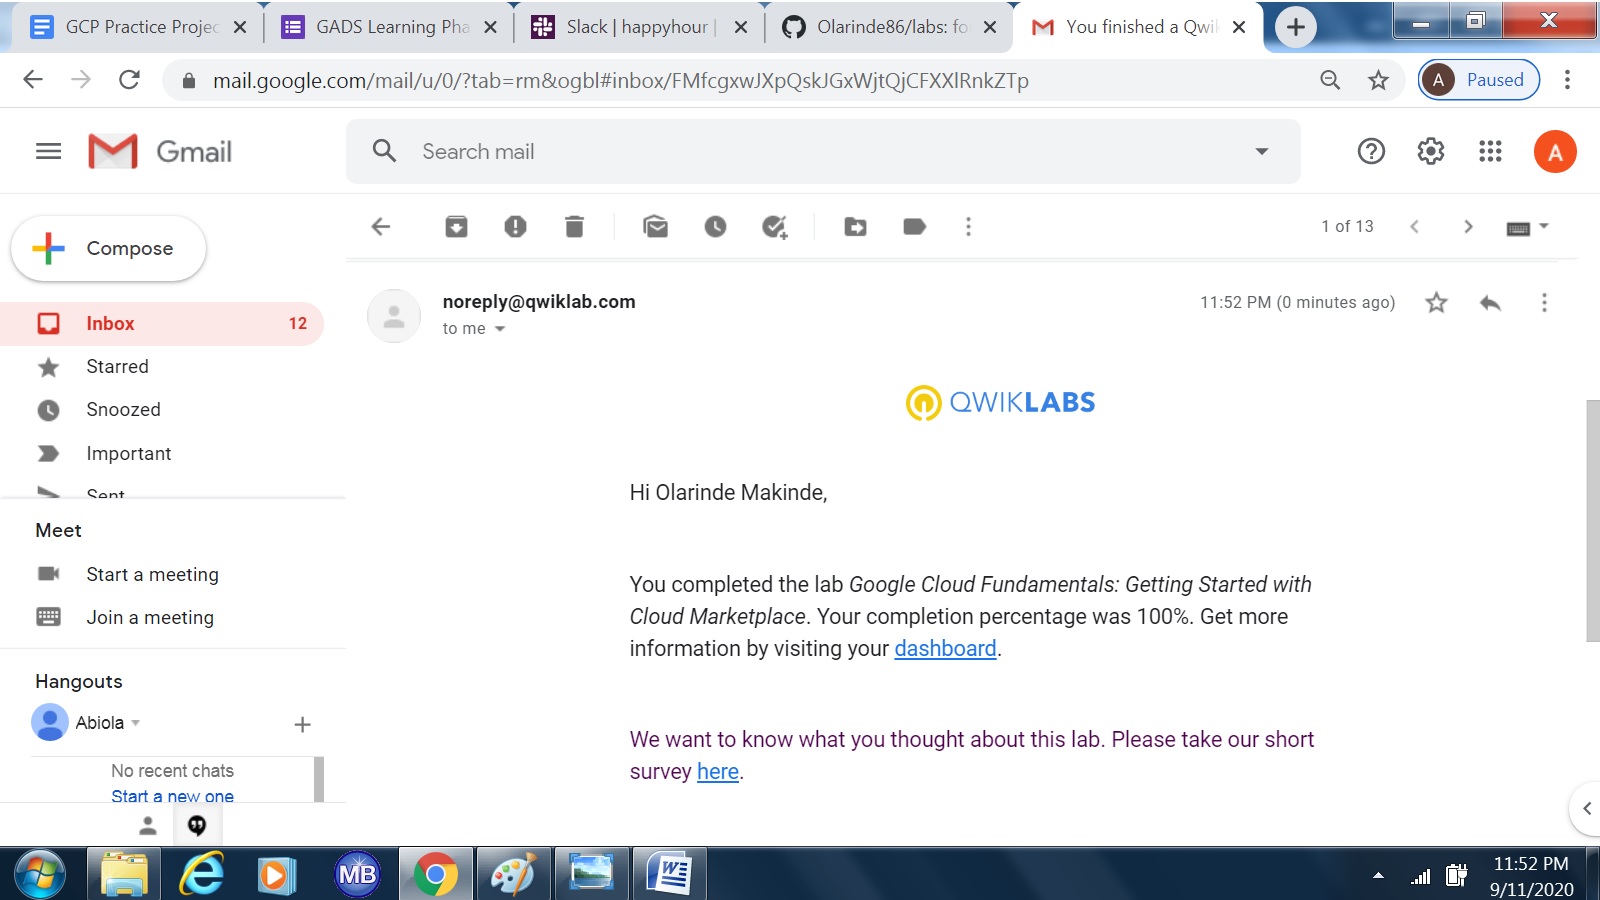 GCP Practice Projec
GADS Learning Pha
Slack | happyhour |
Olarinde86/labs: fo
You finished a Qwik
mail.google.com/mail/u/0/?tab=rm&ogbl#inbox/FMfcgxwJXpQskJGxWjtQjCFXXlRnkZTp
A Paused
Gmail
Search mail
A
Compose
1 of 13
Inbox 12
Starred
Snoozed
Important
Sent
Meet
Start a meeting
Join a meeting
Hangouts
Abiola
No recent chats
Start a new one
noreply@qwiklab.com
11:52 PM (0 minutes ago)
to me
QWIKLABS
Hi Olarinde Makinde,
You completed the lab Google Cloud Fundamentals: Getting Started with
Cloud Marketplace. Your completion percentage was 100%. Get more
information by visiting your dashboard.
We want to know what you thought about this lab. Please take our short
survey here.
MB
W
11:52 PM
9/11/2020